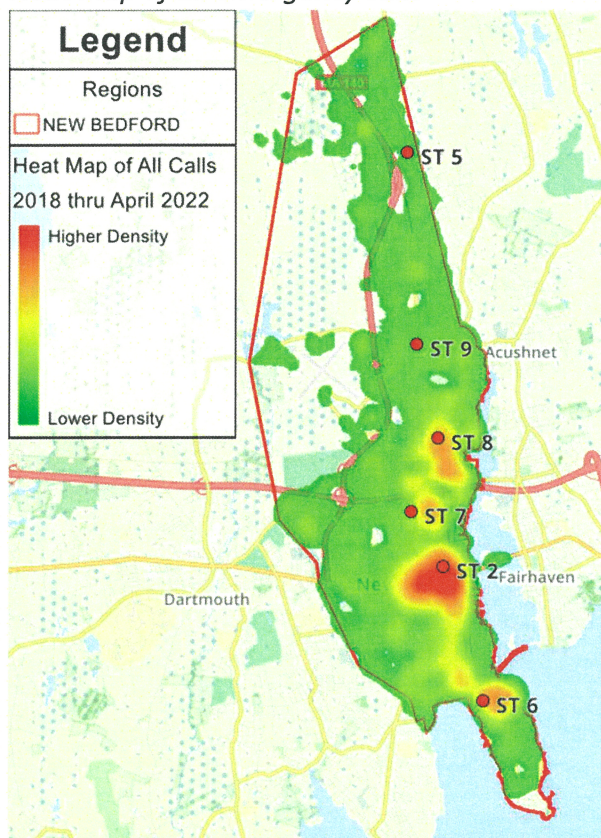 Legend
Regions
NEW BEDFORD
Heat Map of All Calls
2018 thru April 2022
Higher Density
Lower Density
ST 5
ST 9
Acushnet
ST 8
ST 7
ST 2
Fairhaven
Ne
Dartmouth
ST 6